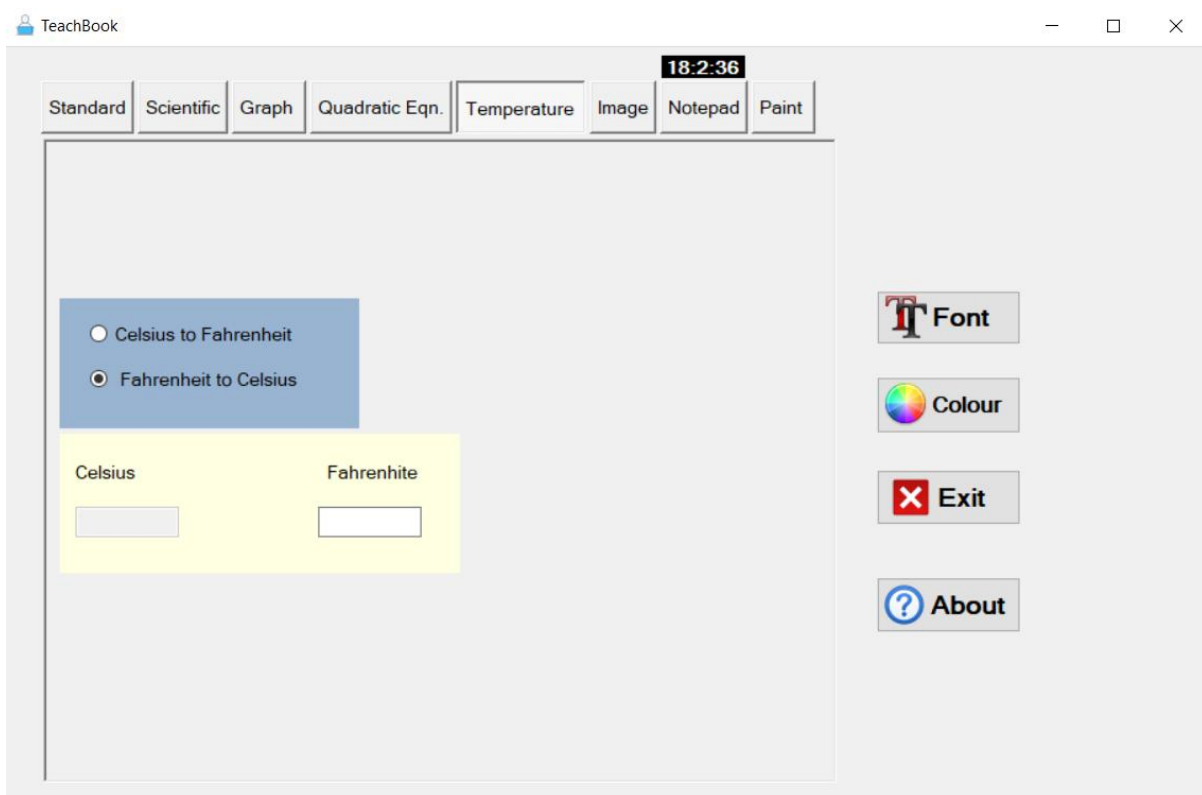 TeachBook
18:2:36
Standard Scientific Graph Quadratic Eqn. Temperature Image Notepad Paint
Celsius to Fahrenheit
Fahrenheit to Celsius
Celsius Fahrenhite
Font
Colour
Exit
About